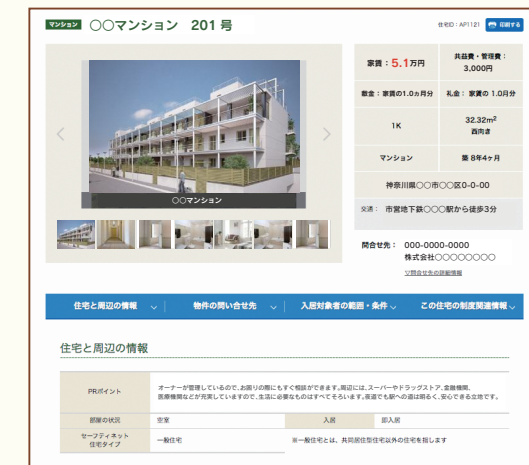 マンション ○○マンション 201号
住宅ID：AP1121 印刷する
○○マンション
家賃：5.1万円 共益費・管理費：3,000円
敷金：家賃の1.0ヵ月分 礼金：家賃の1.0月分
1K 32.32m² 西向き
マンション 築 8年4ヶ月
神奈川県○○市○○区0-0-00
交通： 市営地下鉄○○○駅から徒歩3分
問合せ先： 000-0000-0000
株式会社○○○○○○○○
▽問合せ先の詳細情報
住宅と周辺の情報 物件の問い合せ先 入居対象者の範囲・条件 この住宅の制度関連情報
住宅と周辺の情報
PRポイント
オーナーが管理しているので、お困りの際にもすぐ相談ができます。周辺には、スーパーやドラッグストア、金融機関、
医療機関などが充実していますので、生活に必要なものはすべてそろいます。夜道でも駅への道は明るく、安心できる立地です。
部屋の状況 空室 入居 即入居
セーフティネット
住宅タイプ
一般住宅 ※一般住宅とは、共同居住型住宅以外の住宅を指します